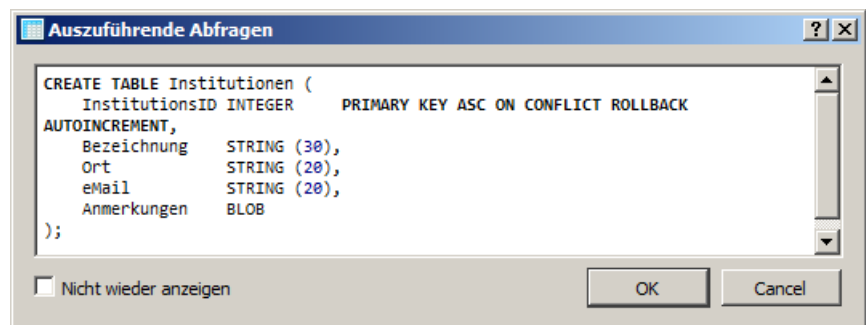 Auszuführende Abfragen
CREATE TABLE Institutionen (
    InstitutionsID INTEGER     PRIMARY KEY ASC ON CONFLICT ROLLBACK
AUTOINCREMENT,
    Bezeichnung    STRING (30),
    Ort            STRING (20),
    eMail          STRING (20),
    Anmerkungen    BLOB
);
Nicht wieder anzeigen
OK Cancel